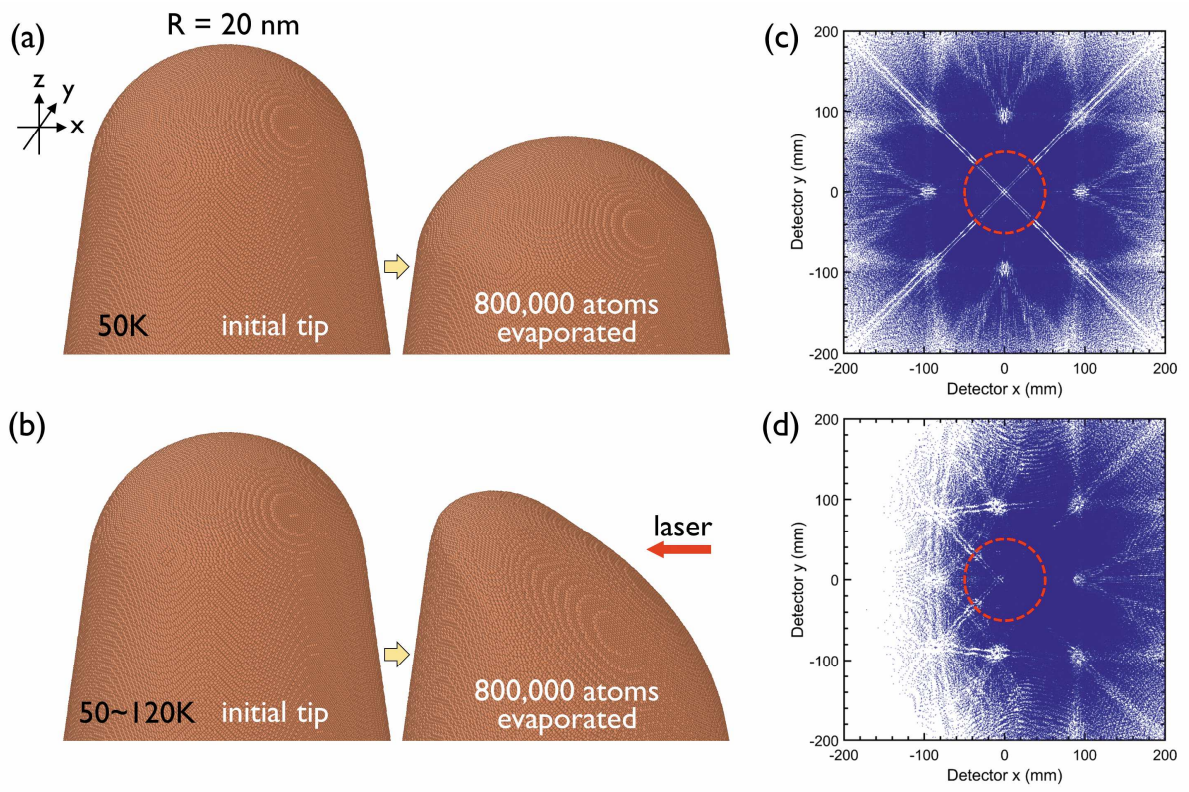 (a)
R = 20 nm
z
y
x
50K
initial tip
800,000 atoms
evaporated
(b)
50~120K
initial tip
laser
800,000 atoms
evaporated
(c)
200
100
0
-100
-200
Detector y (mm)
-200
-100
0
100
200
Detector x (mm)
(d)
200
100
0
-100
-200
Detector y (mm)
-200
-100
0
100
200
Detector x (mm)